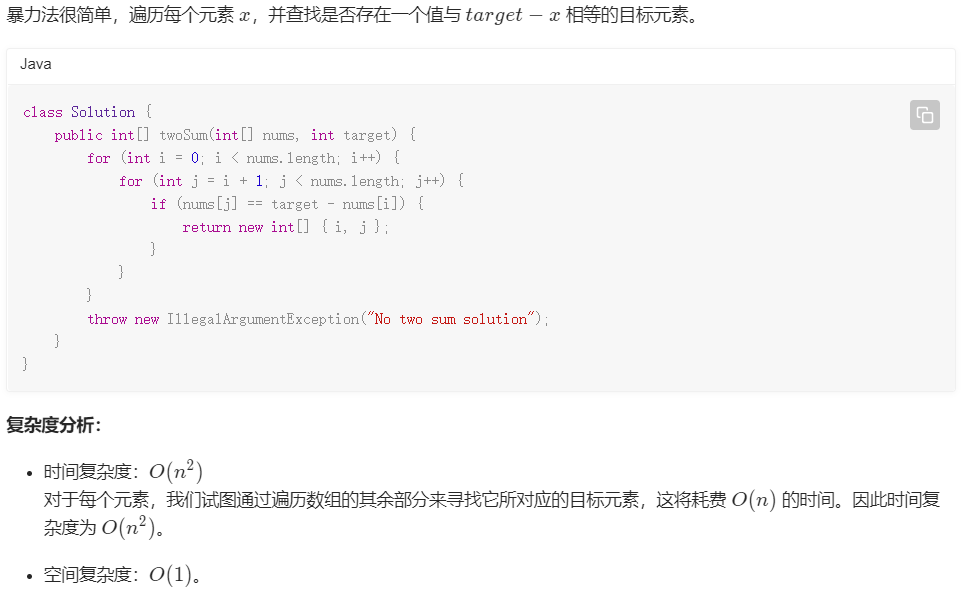 暴力法很简单，遍历每个元素 x，并查找是否存在一个值与 target − x 相等的目标元素。
Java
class Solution {
    public int[] twoSum(int[] nums, int target) {
        for (int i = 0; i < nums.length; i++) {
            for (int j = i + 1; j < nums.length; j++) {
                if (nums[j] == target - nums[i]) {
                    return new int[] { i, j };
                }
            }
        }
        throw new IllegalArgumentException("No two sum solution");
    }
}
复杂度分析：
• 时间复杂度：O(n²)
对于每个元素，我们试图通过遍历数组的其余部分来寻找它所对应的目标元素，这将耗费 O(n) 的时间。因此时间复
杂度为 O(n²)。
• 空间复杂度：O(1)。